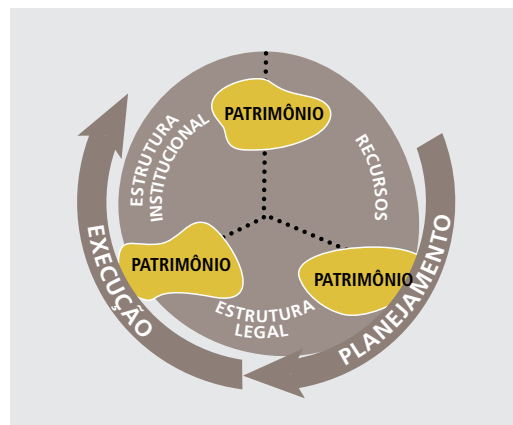 PATRIMÔNIO
ESTRUTURA
INSTITUCIONAL
RECURSOS
PATRIMÔNIO
PATRIMÔNIO
ESTRUTURA
LEGAL
EXECUÇÃO
PLANEJAMENTO